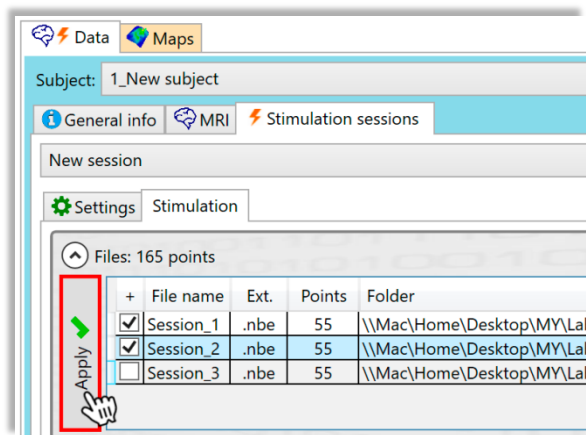 Data Maps
Subject: 1_New subject
General info MRI Stimulation sessions
New session
Settings Stimulation
Files: 165 points
Apply
+ File name Ext. Points Folder
Session_1 .nbe 55 \\Mac\Home\Desktop\MY\Lal
Session_2 .nbe 55 \\Mac\Home\Desktop\MY\Lal
Session_3 .nbe 55 \\Mac\Home\Desktop\MY\Lal